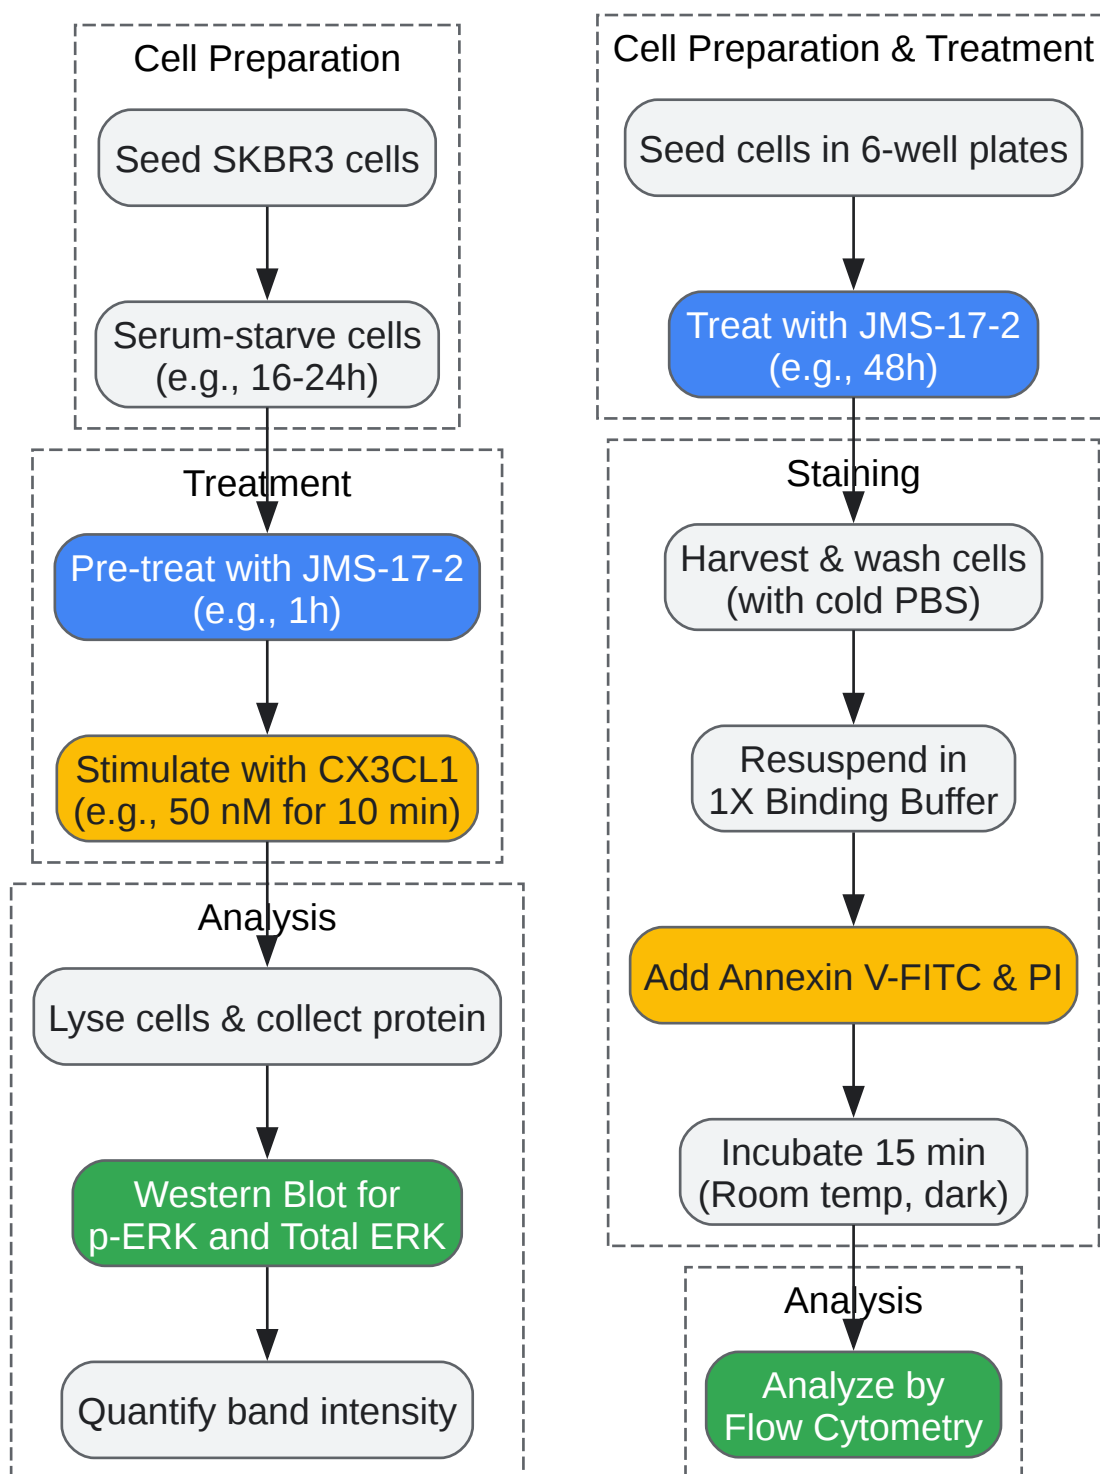 Cell Preparation
Seed SKBR3 cells
Serum-starve cells
(e.g., 16-24h)
Treatment
Pre-treat with JMS-17-2
(e.g., 1h)
Stimulate with CX3CL1
(e.g., 50 nM for 10 min)
Analysis
Lyse cells & collect protein
Western Blot for
p-ERK and Total ERK
Quantify band intensity
Cell Preparation & Treatment
Seed cells in 6-well plates
Treat with JMS-17-2
(e.g., 48h)
Staining
Harvest & wash cells
(with cold PBS)
Resuspend in
1X Binding Buffer
Add Annexin V-FITC & PI
Incubate 15 min
(Room temp, dark)
Analysis
Analyze by
Flow Cytometry